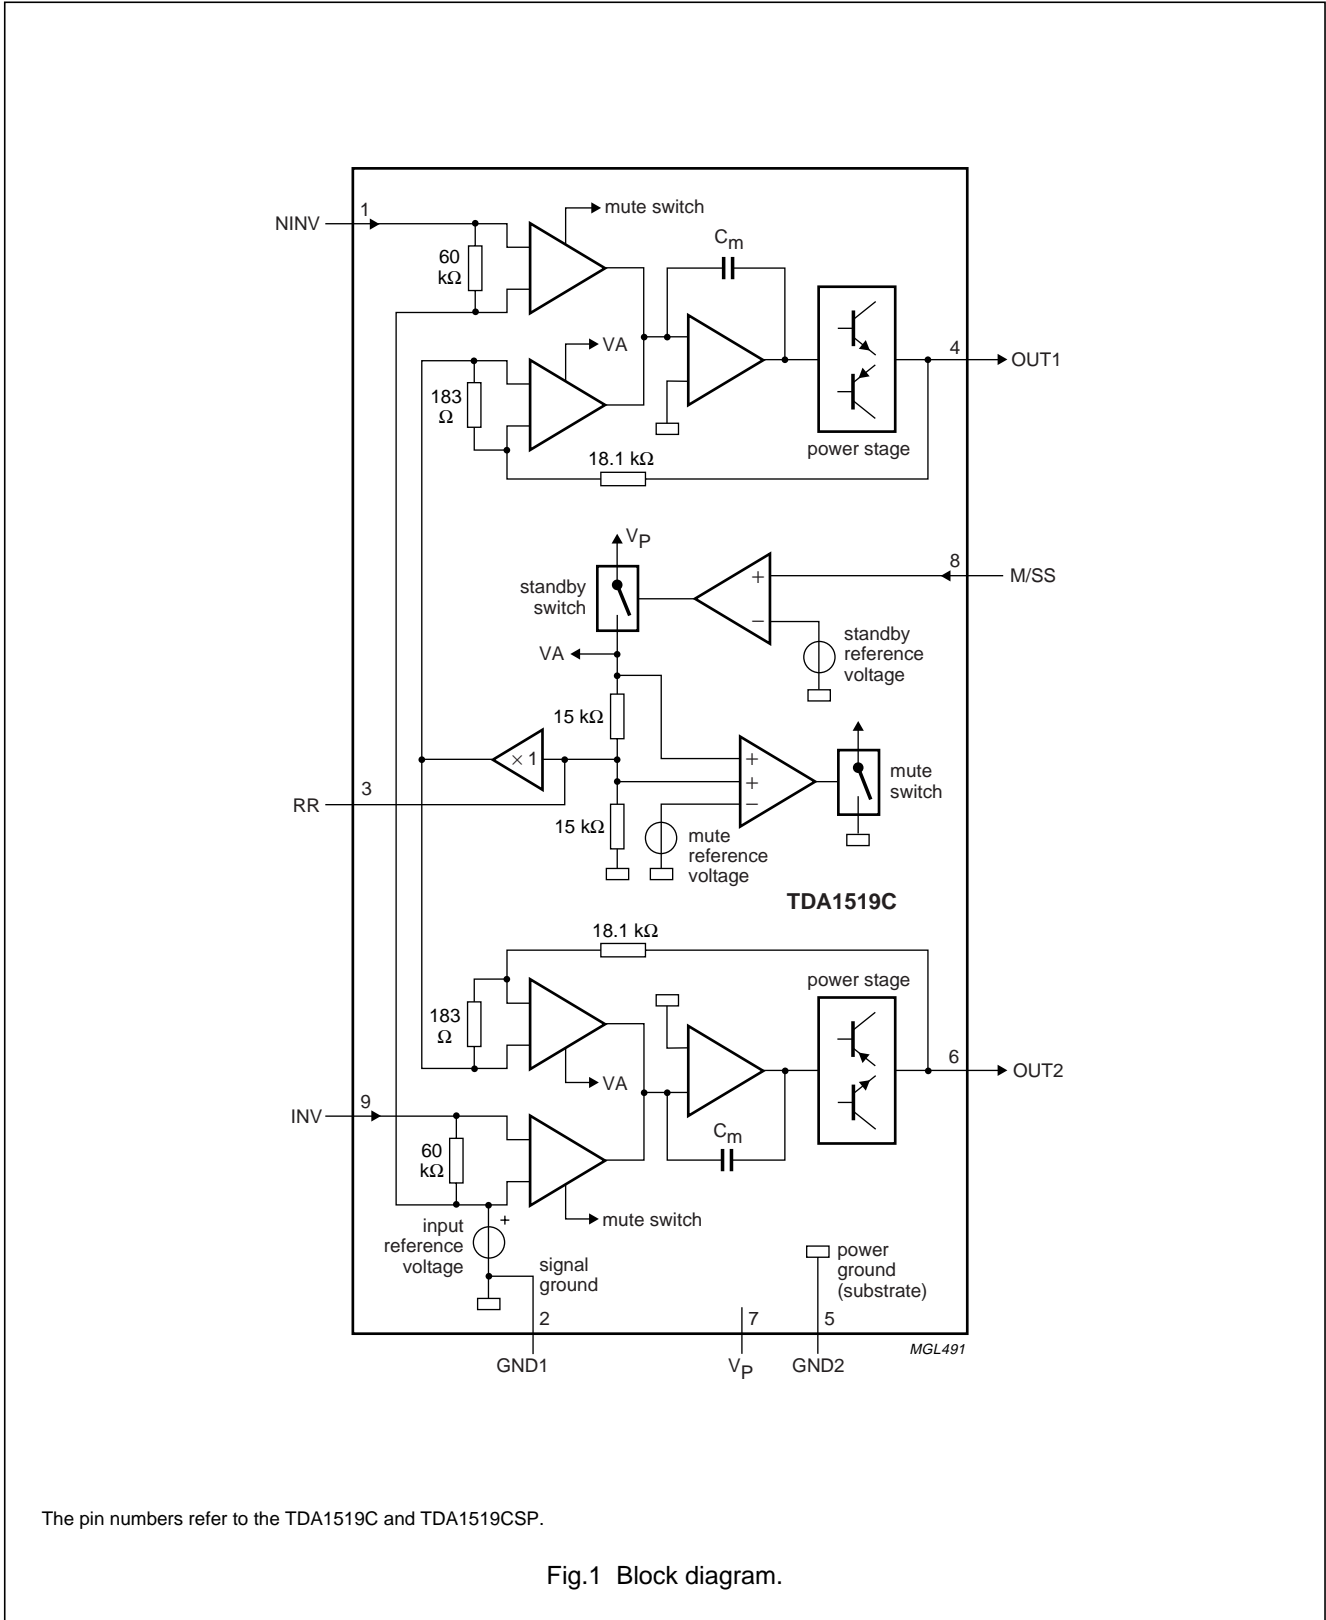 NINV
1
mute switch
60
kΩ
Cm
VA
4
OUT1
183
Ω
power stage
18.1 kΩ
VP
8
M/SS
standby
switch
+
−
standby
reference
voltage
VA
15 kΩ
× 1
+
+
−
mute
switch
3
RR
15 kΩ
mute
reference
voltage
TDA1519C
18.1 kΩ
power stage
183
Ω
6
OUT2
VA
9
INV
Cm
60
kΩ
mute switch
+
input
reference
voltage
signal
ground
power
ground
(substrate)
2
7
5
MGL491
GND1
VP
GND2
The pin numbers refer to the TDA1519C and TDA1519CSP.
Fig.1 Block diagram.